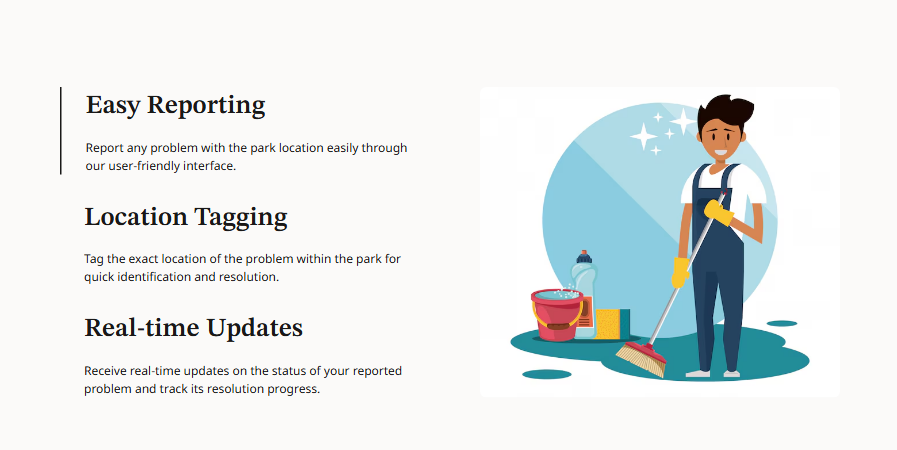 Easy Reporting
Report any problem with the park location easily through
our user-friendly interface.
Location Tagging
Tag the exact location of the problem within the park for
quick identification and resolution.
Real-time Updates
Receive real-time updates on the status of your reported
problem and track its resolution progress.